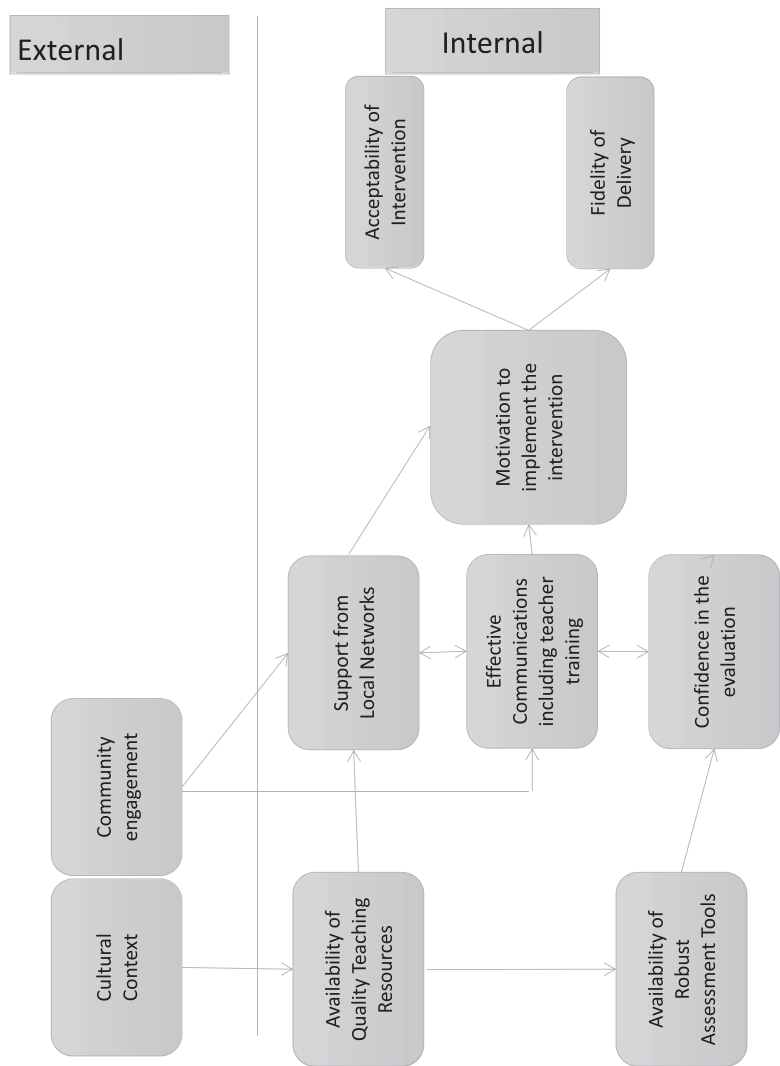 External
Internal
Acceptability of
Intervention
Fidelity of
Delivery
Motivation to
implement the
intervention
Support from
Local Networks
Effective
Communications
including teacher
training
Confidence in the
evaluation
Community
engagement
Cultural
Context
Availability of
Quality Teaching
Resources
Availability of
Robust
Assessment Tools